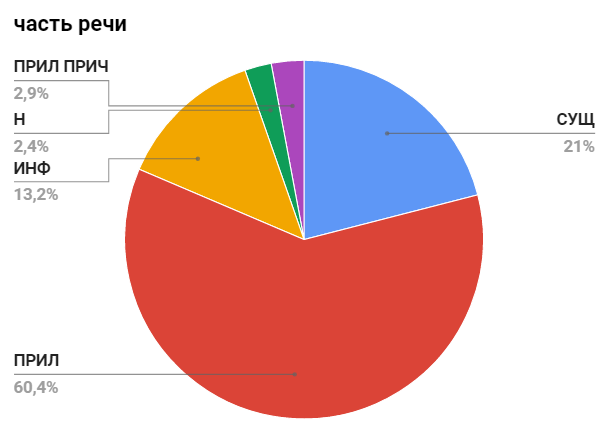 часть речи
ПРИЛ ПРИЧ
2,9%
Н
2,4%
ИНФ
13,2%
СУЩ
21%
ПРИЛ
60,4%